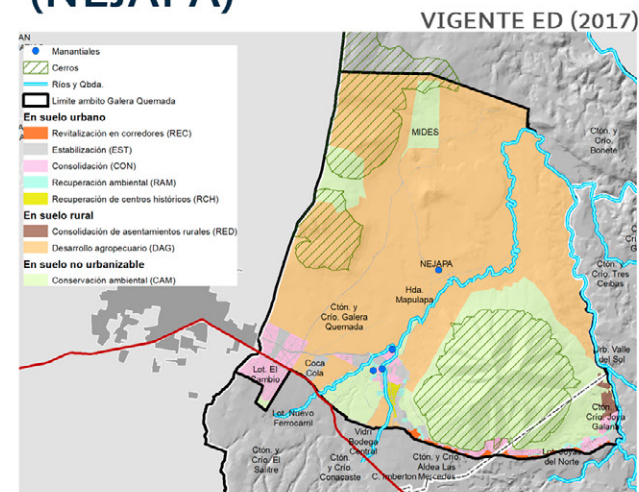 (NEJAPA)
VIGENTE ED (2017)
AN
Manantiales
Cerros
Ríos y Qbda.
Limite ambito Galera Quemada
En suelo urbano
Revitalización en corredores (REC)
Estabilización (EST)
Consolidación (CON)
Recuperación ambiental (RAM)
Recuperación de centros históricos (RCH)
En suelo rural
Consolidación de asentamientos rurales (RED)
Desarrollo agropecuario (DAG)
En suelo no urbanizable
Conservación ambiental (CAM)
MIDES
Ctón. y
Crío.
Bonete
NEJAPA
Hda.
Mapulapa
Ctón. y
Crío. Tres
Ceibas
Ctón. y
Crío. Galera
Quemada
Urb. Valle
del Sol
Coca
Cola
Lot. El
Cambio
Lot. Nuevo
Ferrocarril
Ctón. y
Crío. Joya
Galana
Vidri
Bodega
Central
Ctón. y
Crío. El
Salitre
Ctón.
y Crío.
Conacaste
Ctón. y Crío.
Aldea Las
Mercedes
C. Imberton
Lot. Joyas
del Norte